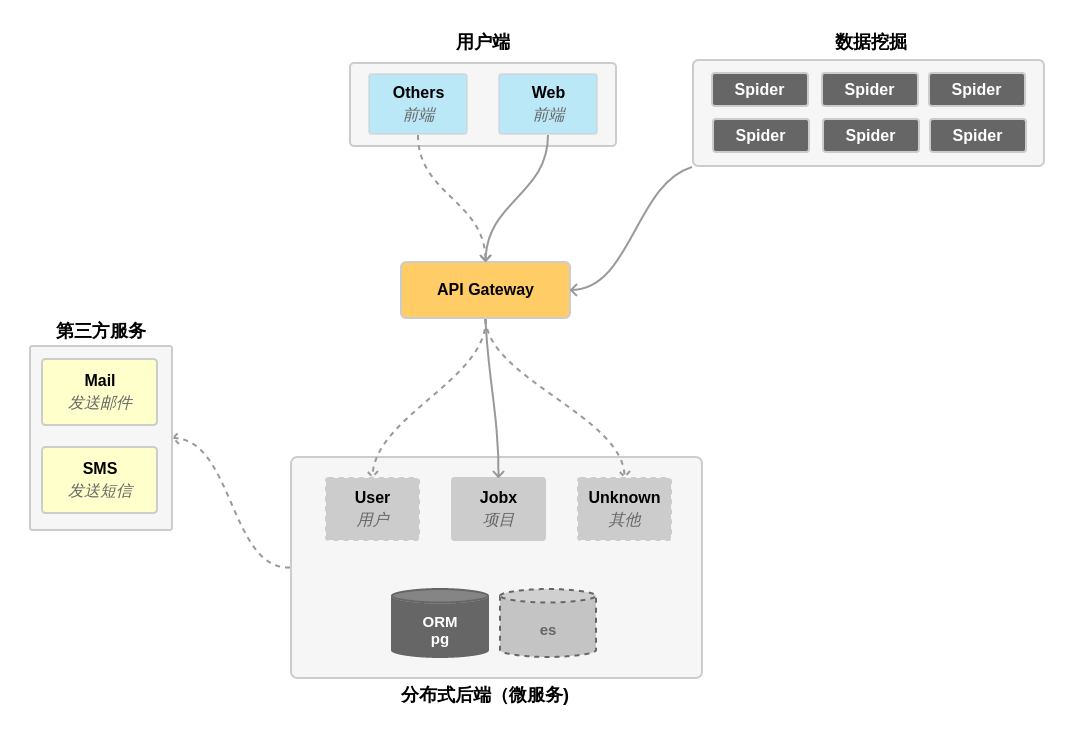 用户端
Others
前端
Web
前端
数据挖掘
Spider
Spider
Spider
Spider
Spider
Spider
API Gateway
第三方服务
Mail
发送邮件
SMS
发送短信
User
用户
Jobx
项目
Unknown
其他
ORM
pg
es
分布式后端（微服务)